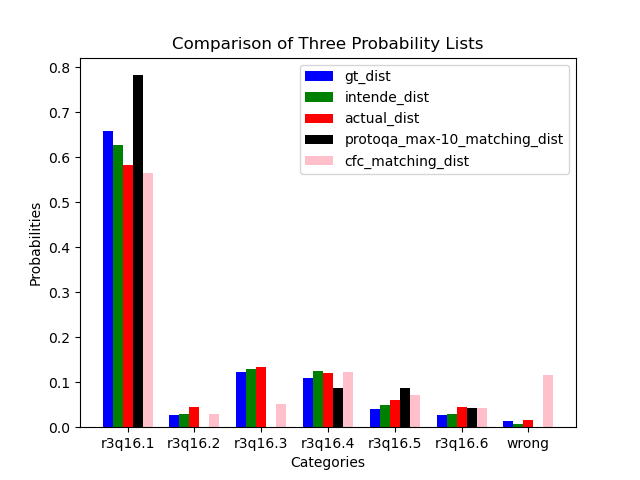 Comparison of Three Probability Lists
gt_dist
intende_dist
actual_dist
protoqa_max-10_matching_dist
cfc_matching_dist
Probabilities
0.8
0.7
0.6
0.5
0.4
0.3
0.2
0.1
0.0
r3q16.1 r3q16.2 r3q16.3 r3q16.4 r3q16.5 r3q16.6 wrong
Categories